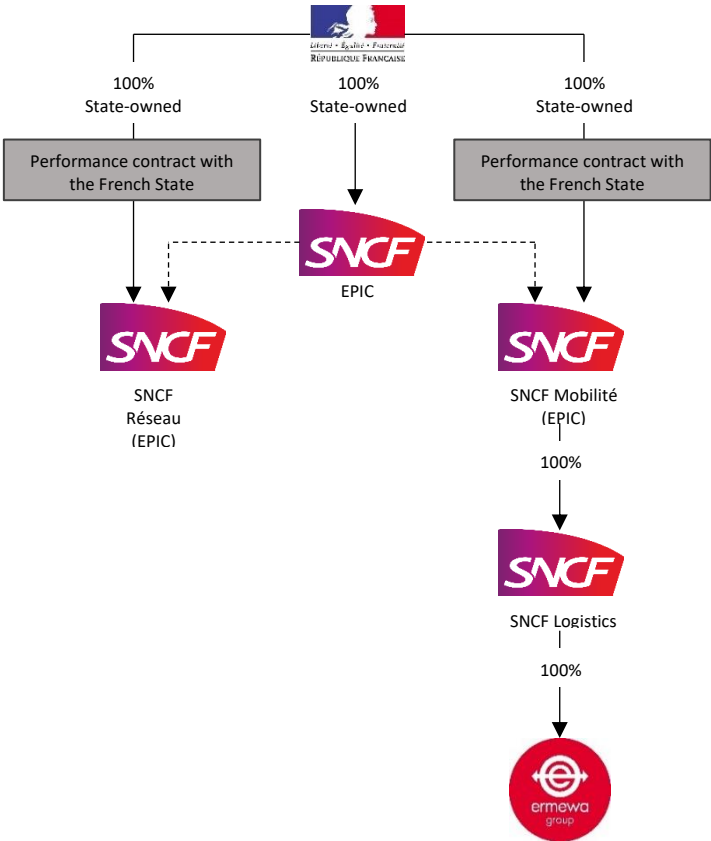 Liberté • Égalité • Fraternité
RÉPUBLIQUE FRANÇAISE
100%
State-owned
100%
State-owned
100%
State-owned
Performance contract with
the French State
Performance contract with
the French State
SNCF
EPIC
SNCF
SNCF
Réseau
(EPIC)
SNCF
SNCF Mobilité
(EPIC)
100%
SNCF
SNCF Logistics
100%
ermewa
group